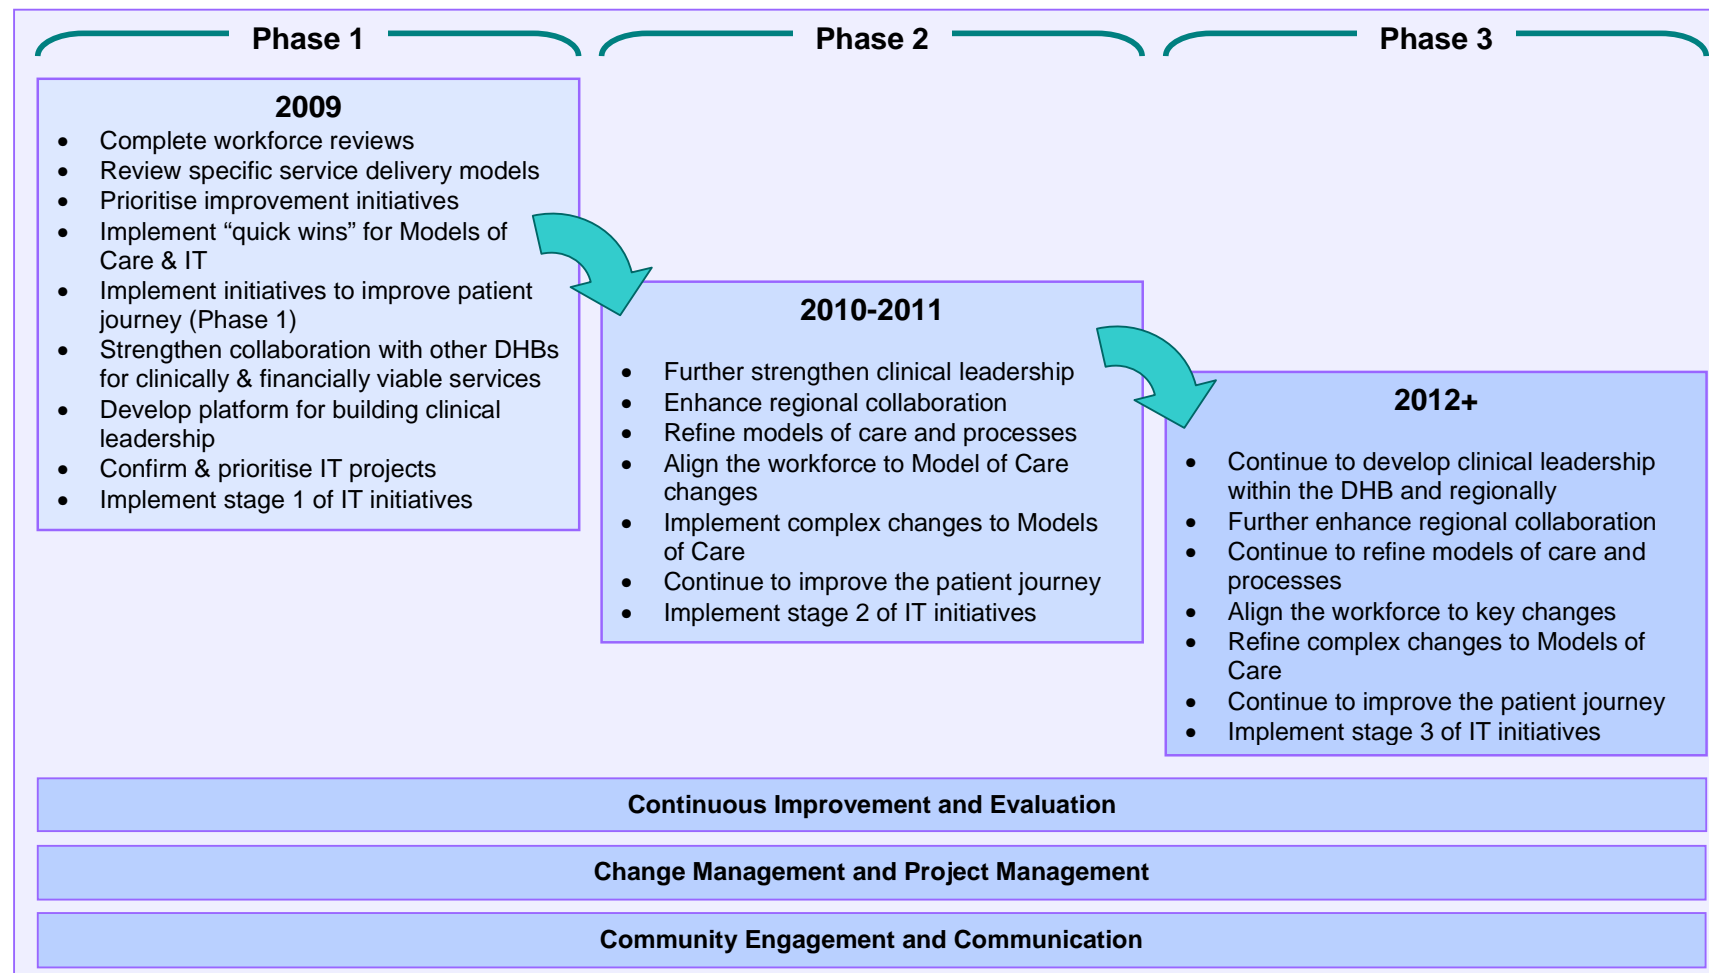 Phase 1
Phase 2
Phase 3
2009
• Complete workforce reviews
• Review specific service delivery models
• Prioritise improvement initiatives
• Implement “quick wins” for Models of
Care & IT
• Implement initiatives to improve patient
journey (Phase 1)
• Strengthen collaboration with other DHBs
for clinically & financially viable services
• Develop platform for building clinical
leadership
• Confirm & prioritise IT projects
• Implement stage 1 of IT initiatives
2010-2011
• Further strengthen clinical leadership
• Enhance regional collaboration
• Refine models of care and processes
• Align the workforce to Model of Care
changes
• Implement complex changes to Models
of Care
• Continue to improve the patient journey
• Implement stage 2 of IT initiatives
2012+
• Continue to develop clinical leadership
within the DHB and regionally
• Further enhance regional collaboration
• Continue to refine models of care and
processes
• Align the workforce to key changes
• Refine complex changes to Models of
Care
• Continue to improve the patient journey
• Implement stage 3 of IT initiatives
Continuous Improvement and Evaluation
Change Management and Project Management
Community Engagement and Communication